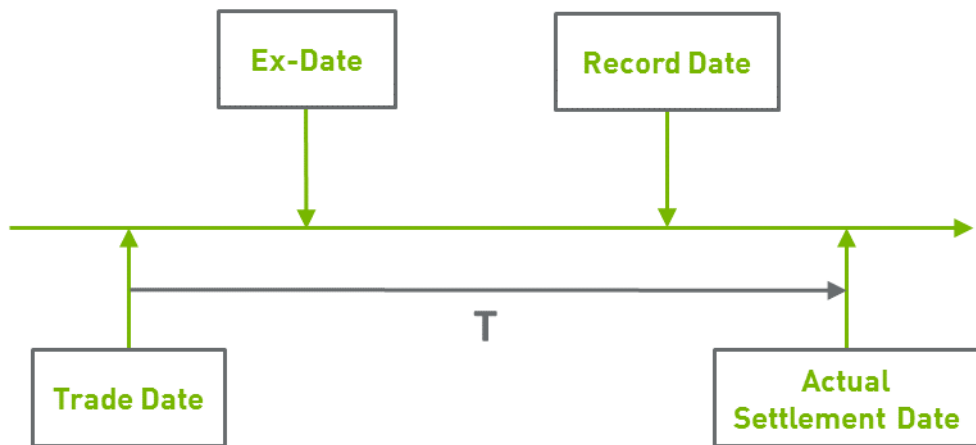 Ex-Date
Record Date
T
Trade Date
Actual
Settlement Date